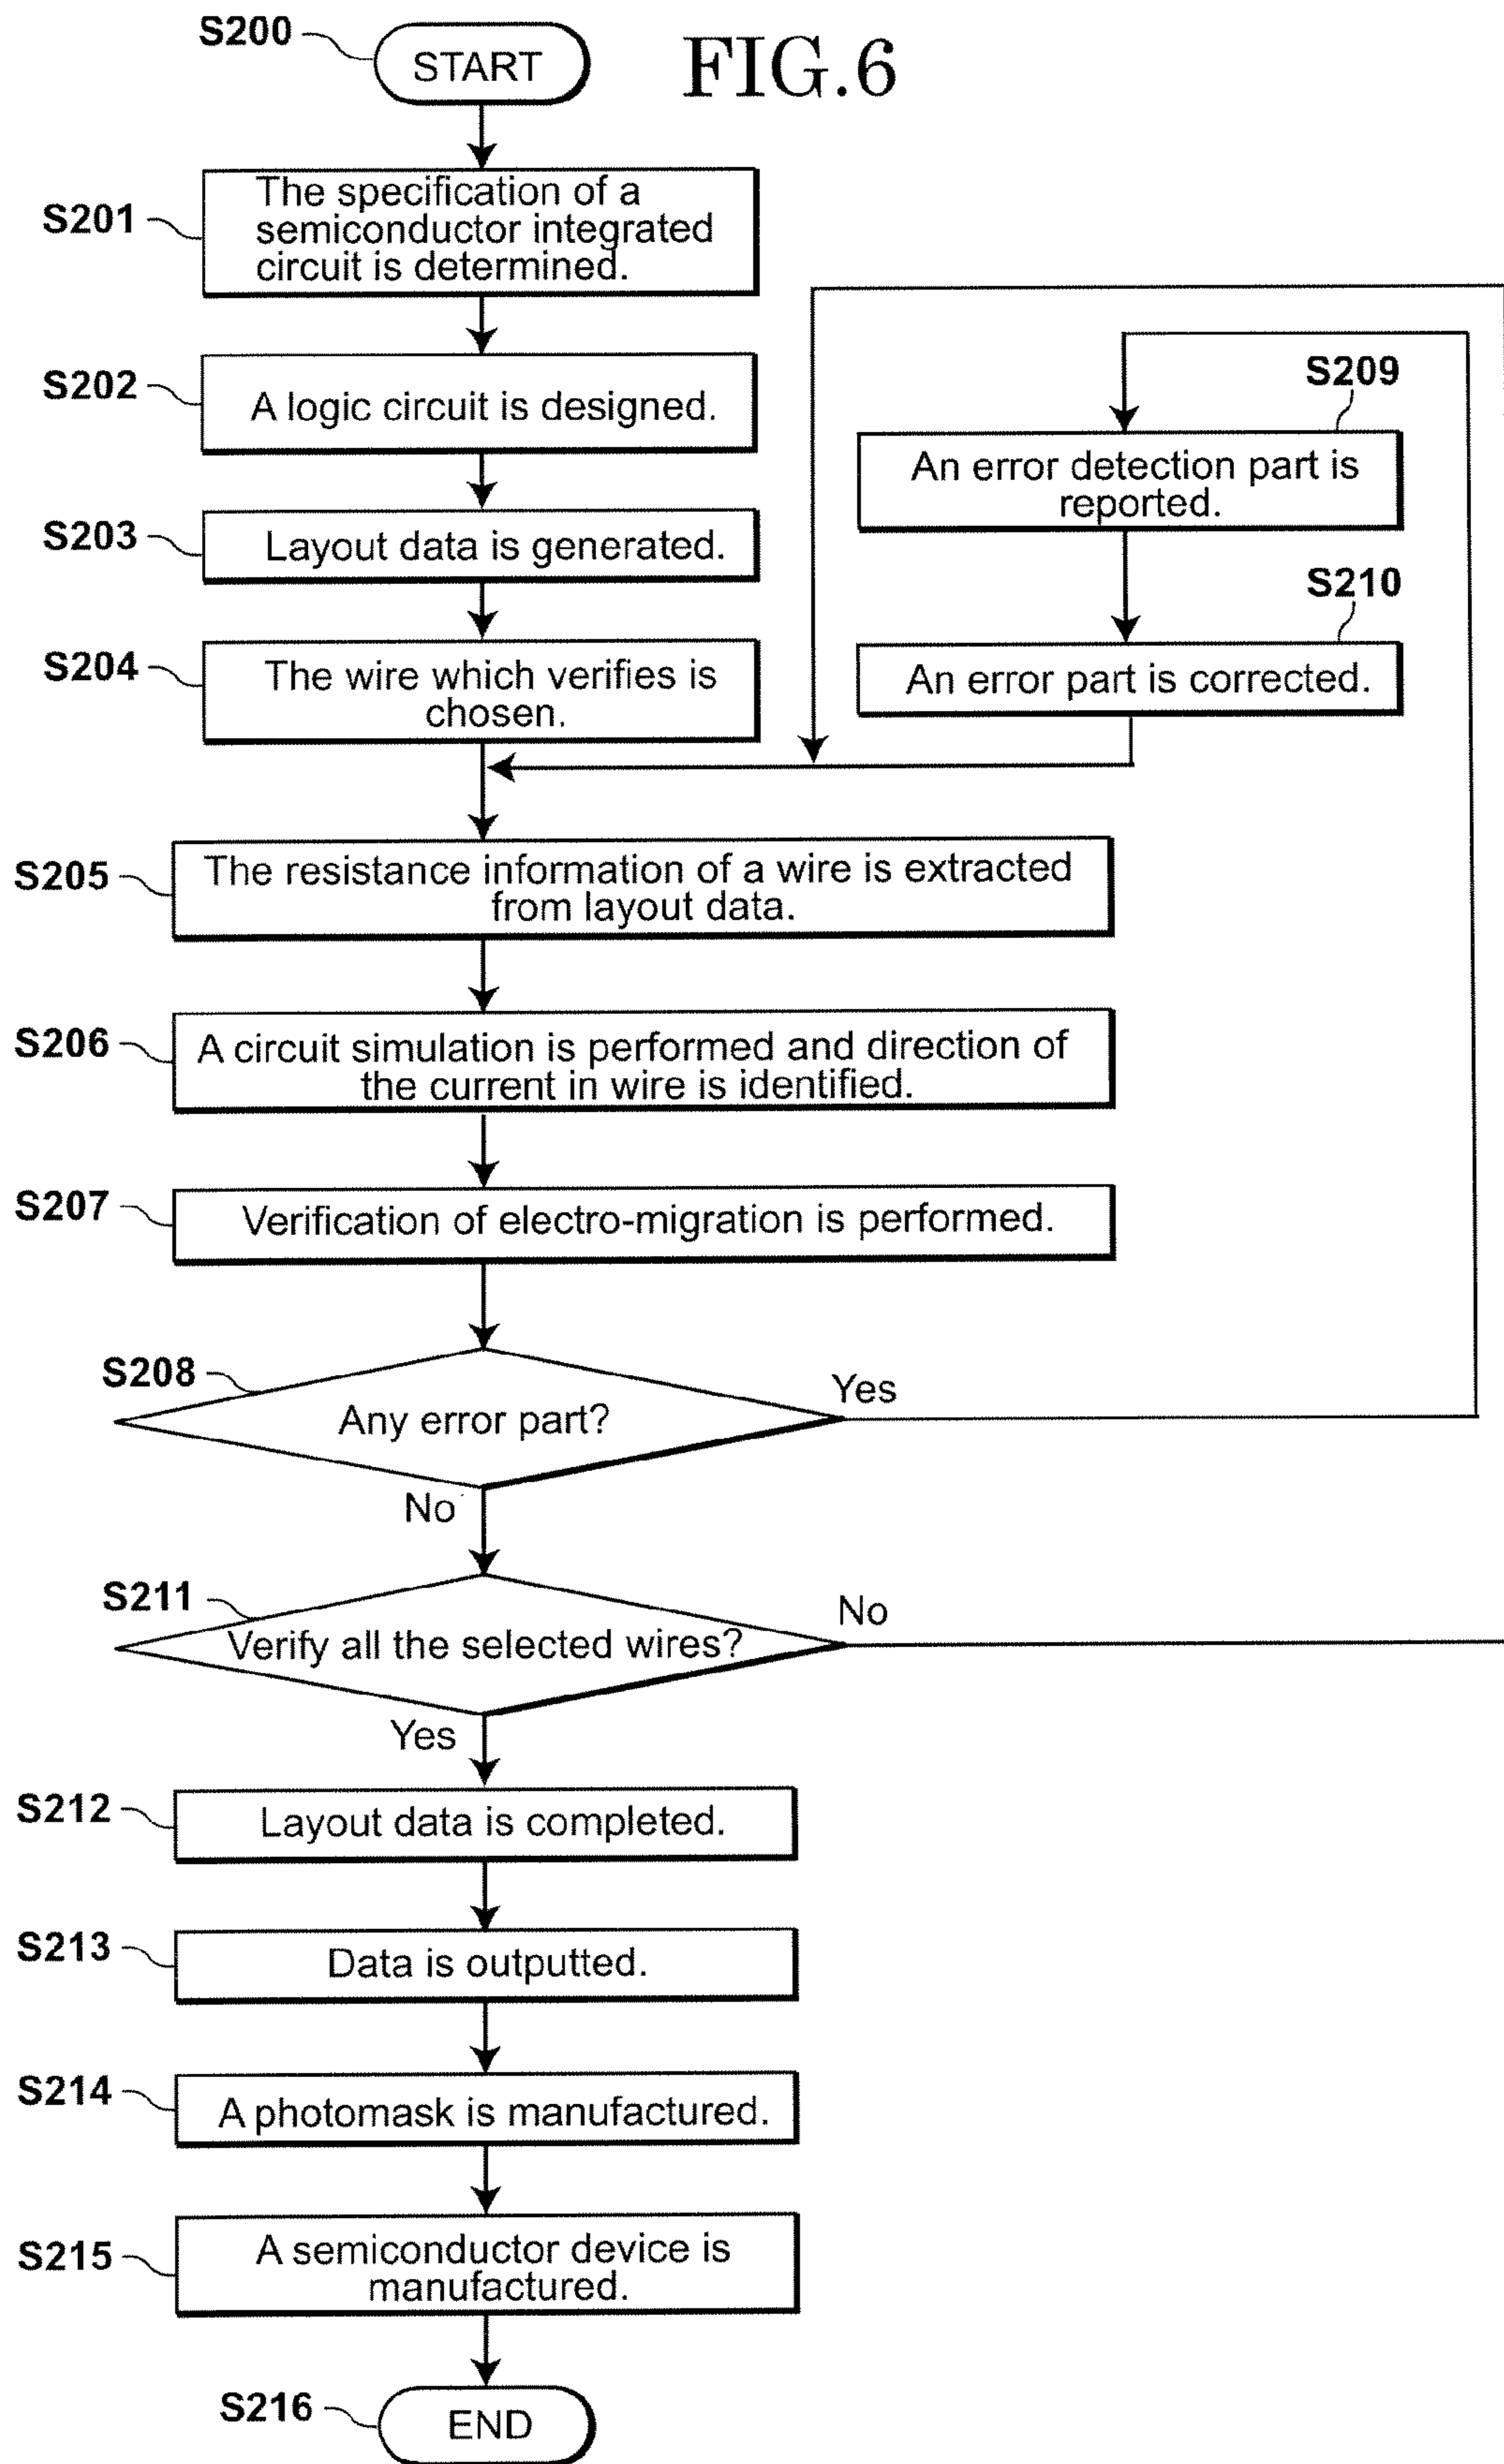 S200
START
FIG.6
S201
The specification of a
semiconductor integrated
circuit is determined.
S202
A logic circuit is designed.
S203
Layout data is generated.
S204
The wire which verifies is
chosen.
S209
An error detection part is
reported.
S210
An error part is corrected.
S205
The resistance information of a wire is extracted
from layout data.
S206
A circuit simulation is performed and direction of
the current in wire is identified.
S207
Verification of electro-migration is performed.
S208
Any error part?
Yes
No
S211
Verify all the selected wires?
No
Yes
S212
Layout data is completed.
S213
Data is outputted.
S214
A photomask is manufactured.
S215
A semiconductor device is
manufactured.
S216
END